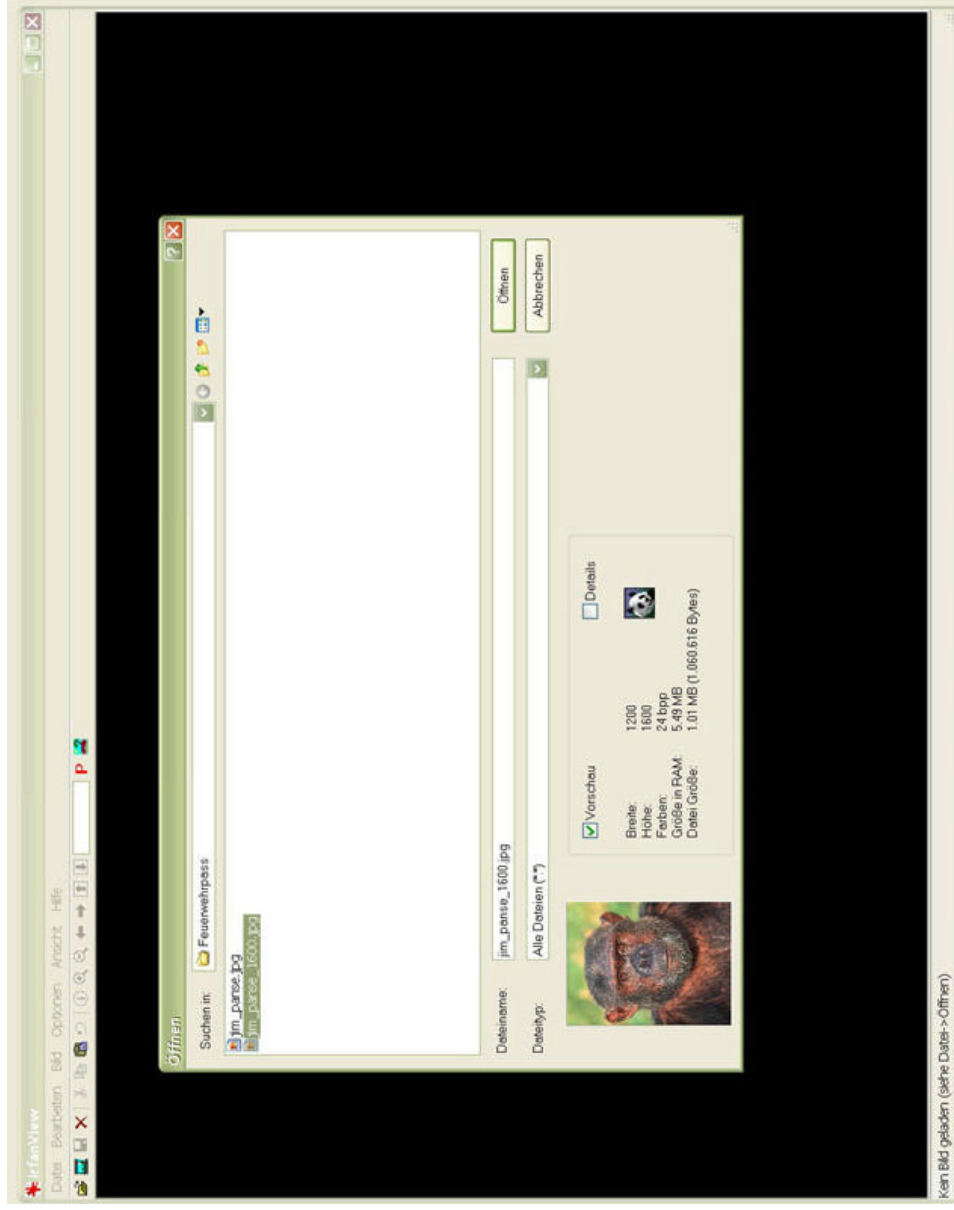 IrfanView
Datei Bearbeiten Bild Optionen Ansicht Hilfe
P
Öffnen
Suchen in: Feuerwehrpass
jim_panse.jpg
jim_panse_1600.jpg
Dateiname: jim_panse_1600.jpg Öffnen
Dateityp: Alle Dateien (*.*) Abbrechen
Vorschau Details
Breite: 1200
Höhe: 1600
Farben: 24 bpp
Größe in RAM: 5.49 MB
Datei Größe: 1.01 MB (1.060.616 Bytes)
Kein Bild geladen (siehe Datei->Öffnen)